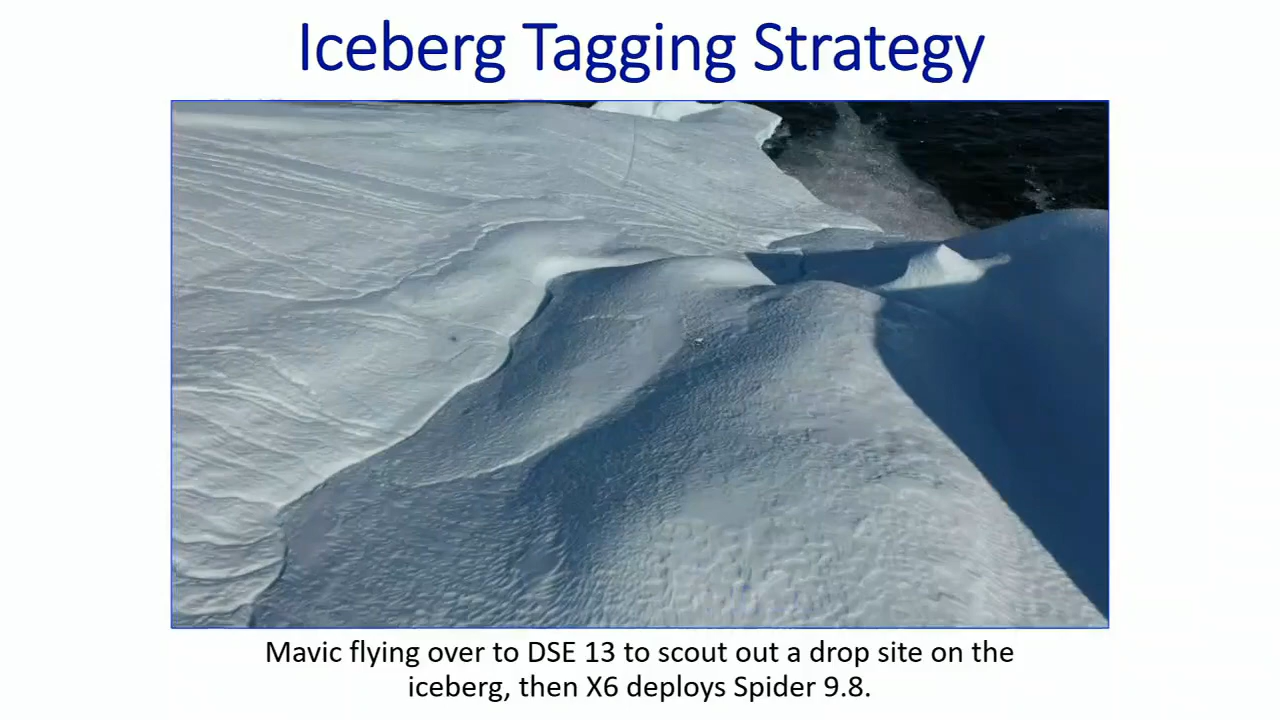 Iceberg Tagging Strategy
Mavic flying over to DSE 13 to scout out a drop site on the
iceberg, then X6 deploys Spider 9.8.